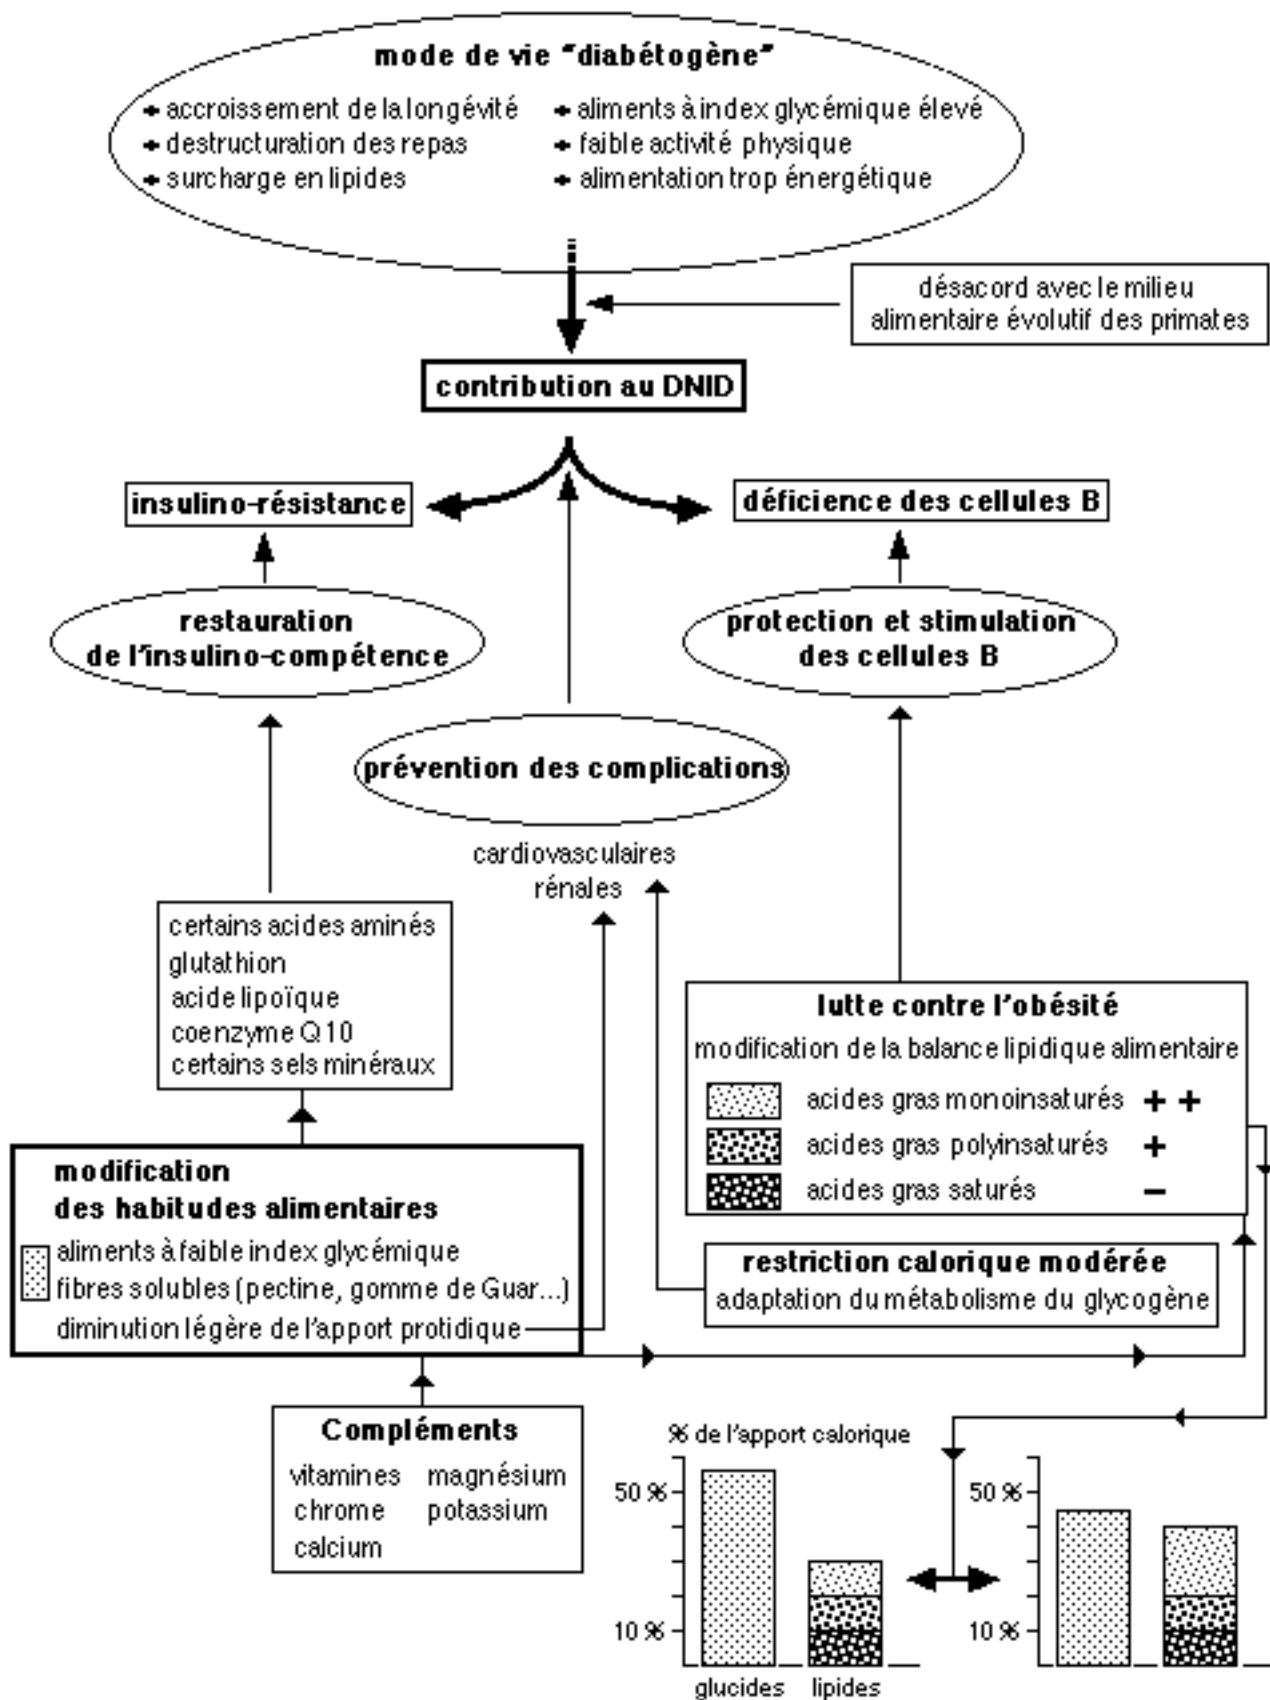 mode de vie "diabétogène"
accroissement de la longévité
destructuration des repas
surcharge en lipides
aliments à index glycémique élevé
faible activité physique
alimentation trop énergétique
désacord avec le milieu
alimentaire évolutif des primates
contribution au DNID
insulino-résistance
déficience des cellules B
restauration
de l'insulino-compétence
protection et stimulation
des cellules B
prévention des complications
cardiovasculaires
rénales
certains acides aminés
glutathion
acide lipoïque
coenzyme Q10
certains sels minéraux
lutte contre l'obésité
modification de la balance lipidique alimentaire
acides gras monoinsaturés + +
acides gras polyinsaturés +
acides gras saturés −
modification
des habitudes alimentaires
aliments à faible index glycémique
fibres solubles (pectine, gomme de Guar...)
diminution légère de l'apport protidique
restriction calorique modérée
adaptation du métabolisme du glycogène
Compléments
vitamines magnésium
chrome potassium
calcium
% de l'apport calorique
50 %
10 %
glucides lipides
50 %
10 %